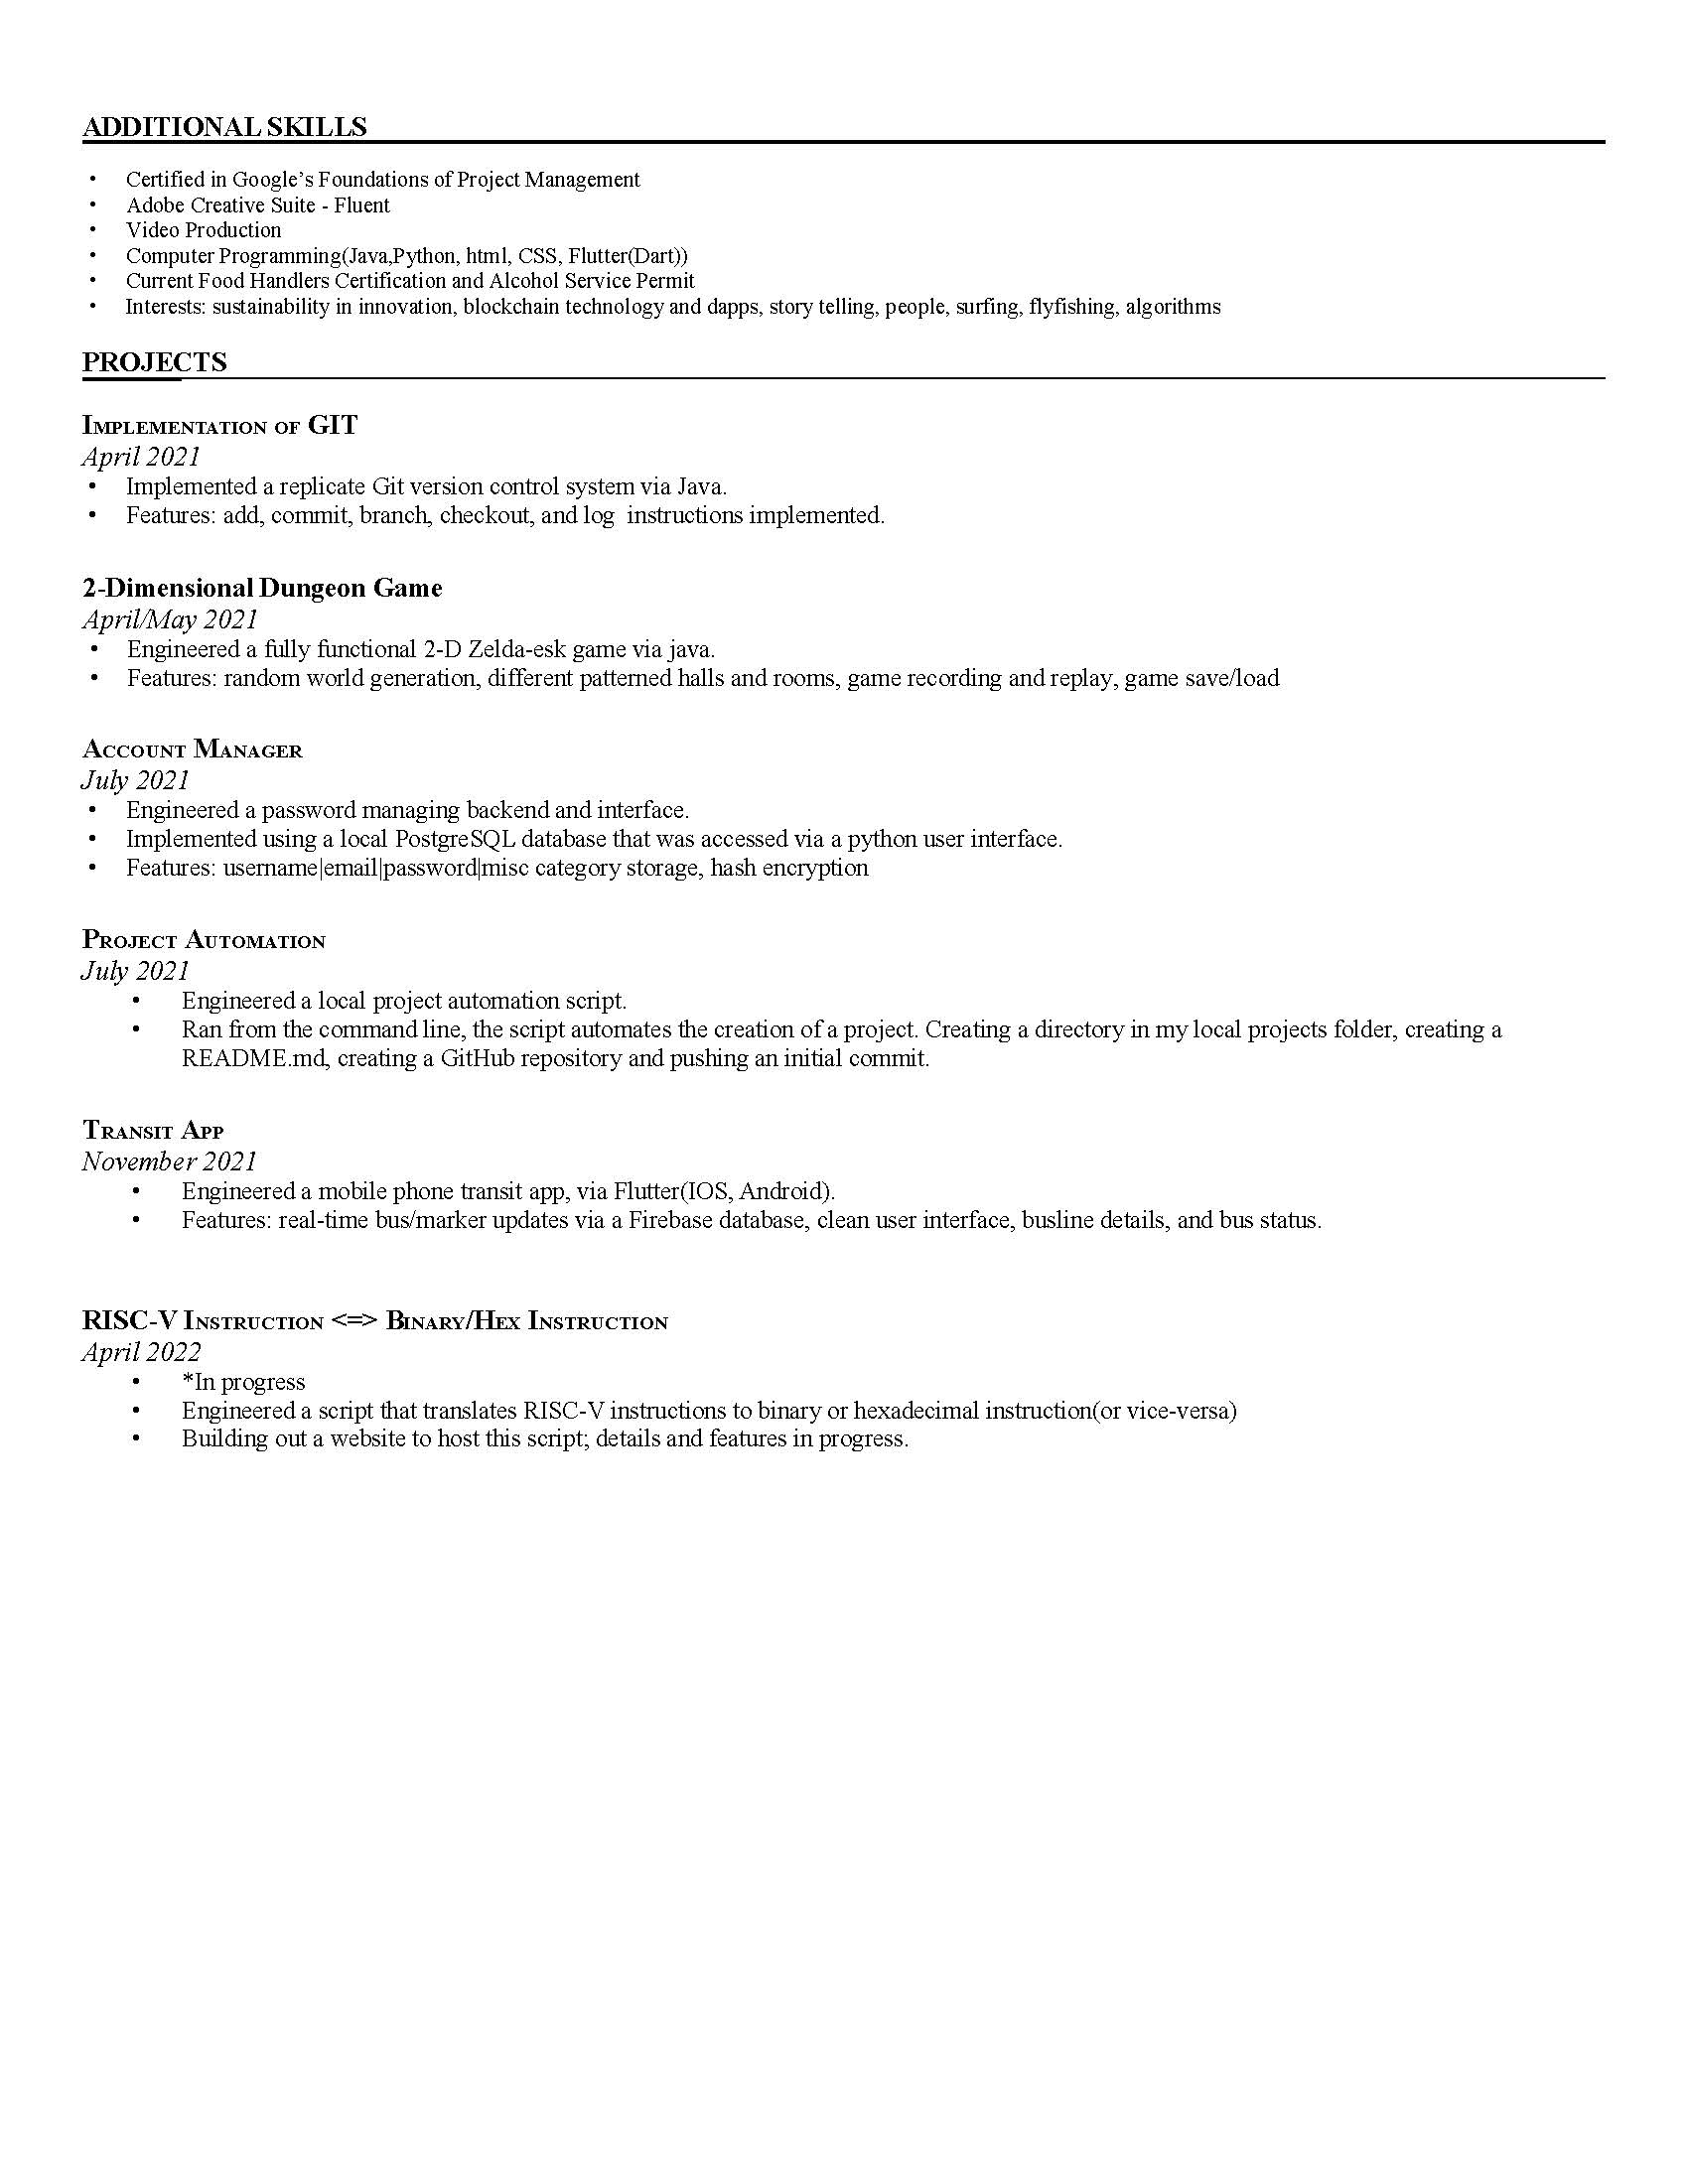 ADDITIONAL SKILLS
• Certified in Google’s Foundations of Project Management
• Adobe Creative Suite - Fluent
• Video Production
• Computer Programming(Java,Python, html, CSS, Flutter(Dart))
• Current Food Handlers Certification and Alcohol Service Permit
• Interests: sustainability in innovation, blockchain technology and dapps, story telling, people, surfing, flyfishing, algorithms
PROJECTS
Implementation of GIT
April 2021
• Implemented a replicate Git version control system via Java.
• Features: add, commit, branch, checkout, and log  instructions implemented.
2-Dimensional Dungeon Game
April/May 2021
• Engineered a fully functional 2-D Zelda-esk game via java.
• Features: random world generation, different patterned halls and rooms, game recording and replay, game save/load
Account Manager
July 2021
• Engineered a password managing backend and interface.
• Implemented using a local PostgreSQL database that was accessed via a python user interface.
• Features: username|email|password|misc category storage, hash encryption
Project Automation
July 2021
• Engineered a local project automation script.
• Ran from the command line, the script automates the creation of a project. Creating a directory in my local projects folder, creating a
README.md, creating a GitHub repository and pushing an initial commit.
Transit App
November 2021
• Engineered a mobile phone transit app, via Flutter(IOS, Android).
• Features: real-time bus/marker updates via a Firebase database, clean user interface, busline details, and bus status.
RISC-V Instruction <=> Binary/Hex Instruction
April 2022
• *In progress
• Engineered a script that translates RISC-V instructions to binary or hexadecimal instruction(or vice-versa)
• Building out a website to host this script; details and features in progress.